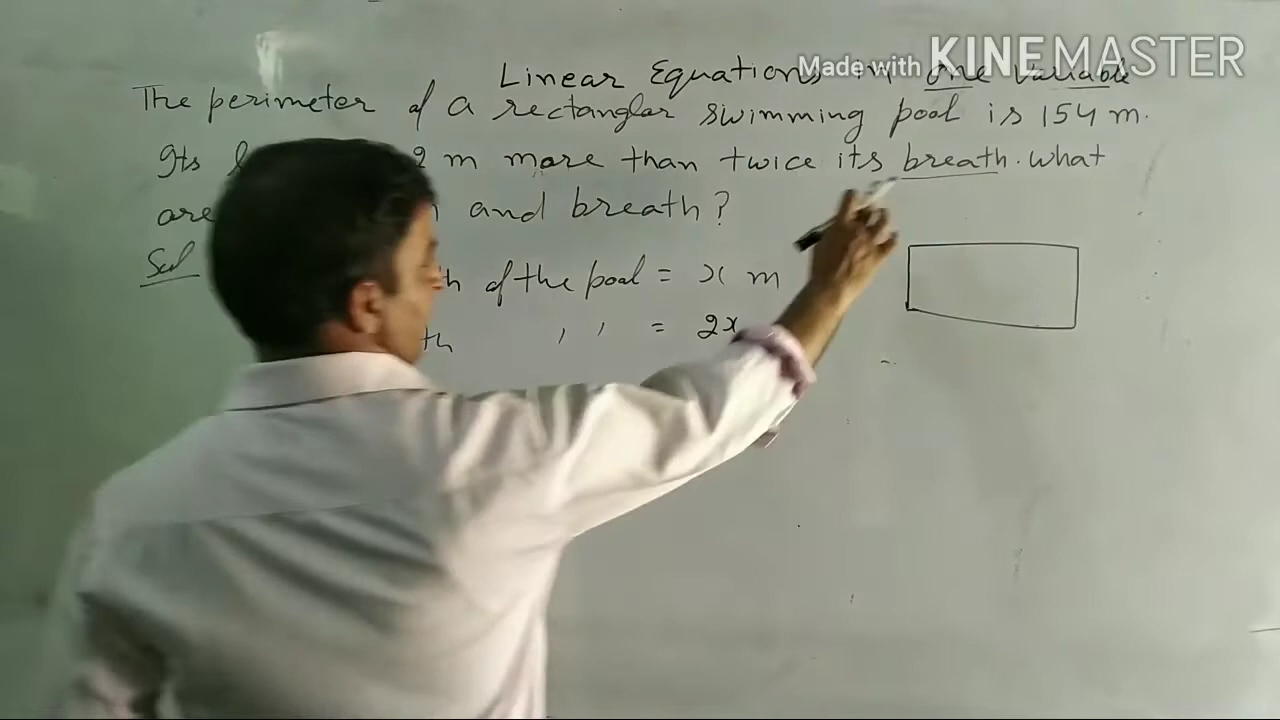 Made with KINEMASTER
Linear Equations in one variable
The perimeter of a rectanglar swimming pool is 154 m.
Its 2 m more than twice its breath. What
are and breath?
Sol of the pool = x m
,, = 2x